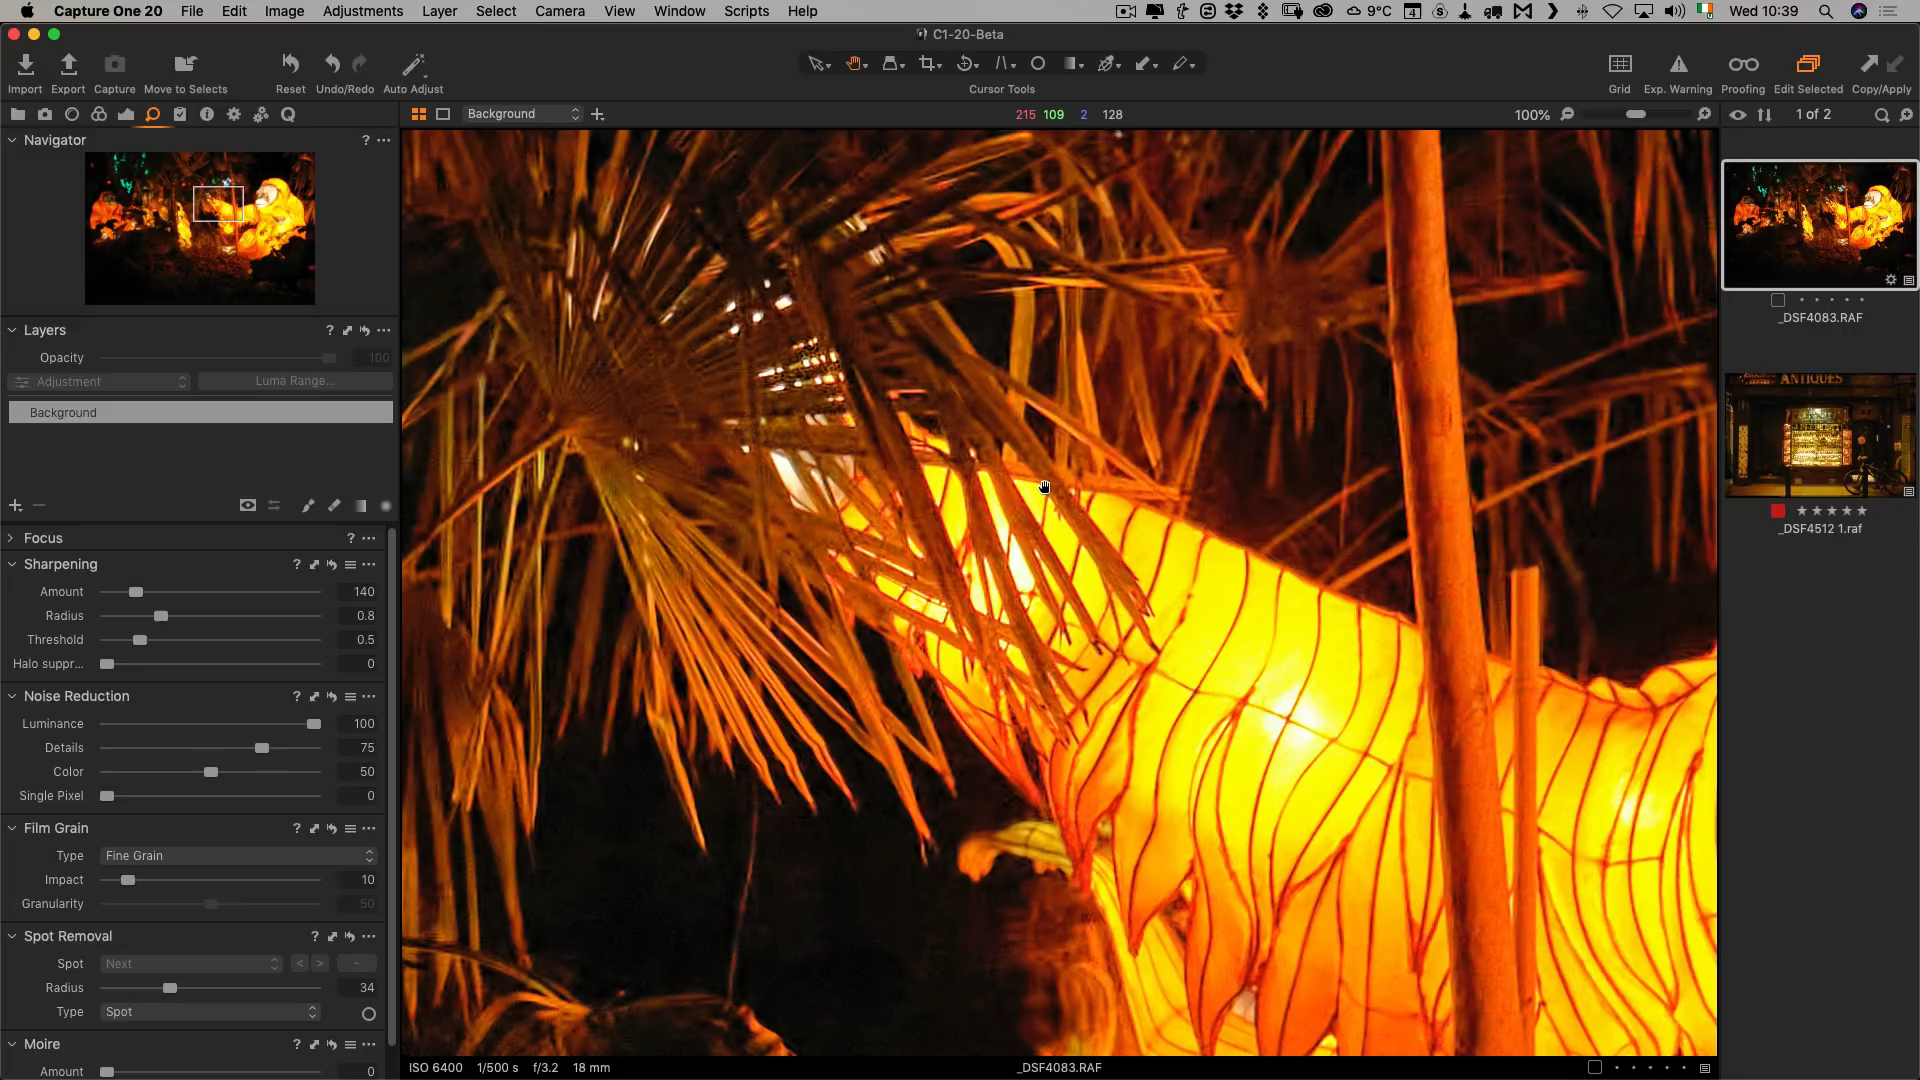 Capture One 20 File Edit Image Adjustments Layer Select Camera View Window Scripts Help 9°C 4 Wed 10:39
C1-20-Beta
Import Export Capture Move to Selects Reset Undo/Redo Auto Adjust Cursor Tools Grid Exp. Warning Proofing Edit Selected Copy/Apply
Background 215 109 2 128 100% 1 of 2
Navigator ? •••
Layers ? •••
Opacity 100
Adjustment Luma Range...
Background
Focus ? •••
Sharpening ? •••
Amount 140
Radius 0.8
Threshold 0.5
Halo suppr... 0
Noise Reduction ? •••
Luminance 100
Details 75
Color 50
Single Pixel 0
Film Grain ? •••
Type Fine Grain
Impact 10
Granularity 50
Spot Removal ? •••
Spot Next < > -
Radius 34
Type Spot
Moire ? •••
Amount 0
_DSF4083.RAF
ANTIQUES
_DSF4512 1.raf
ISO 6400 1/500 s f/3.2 18 mm _DSF4083.RAF